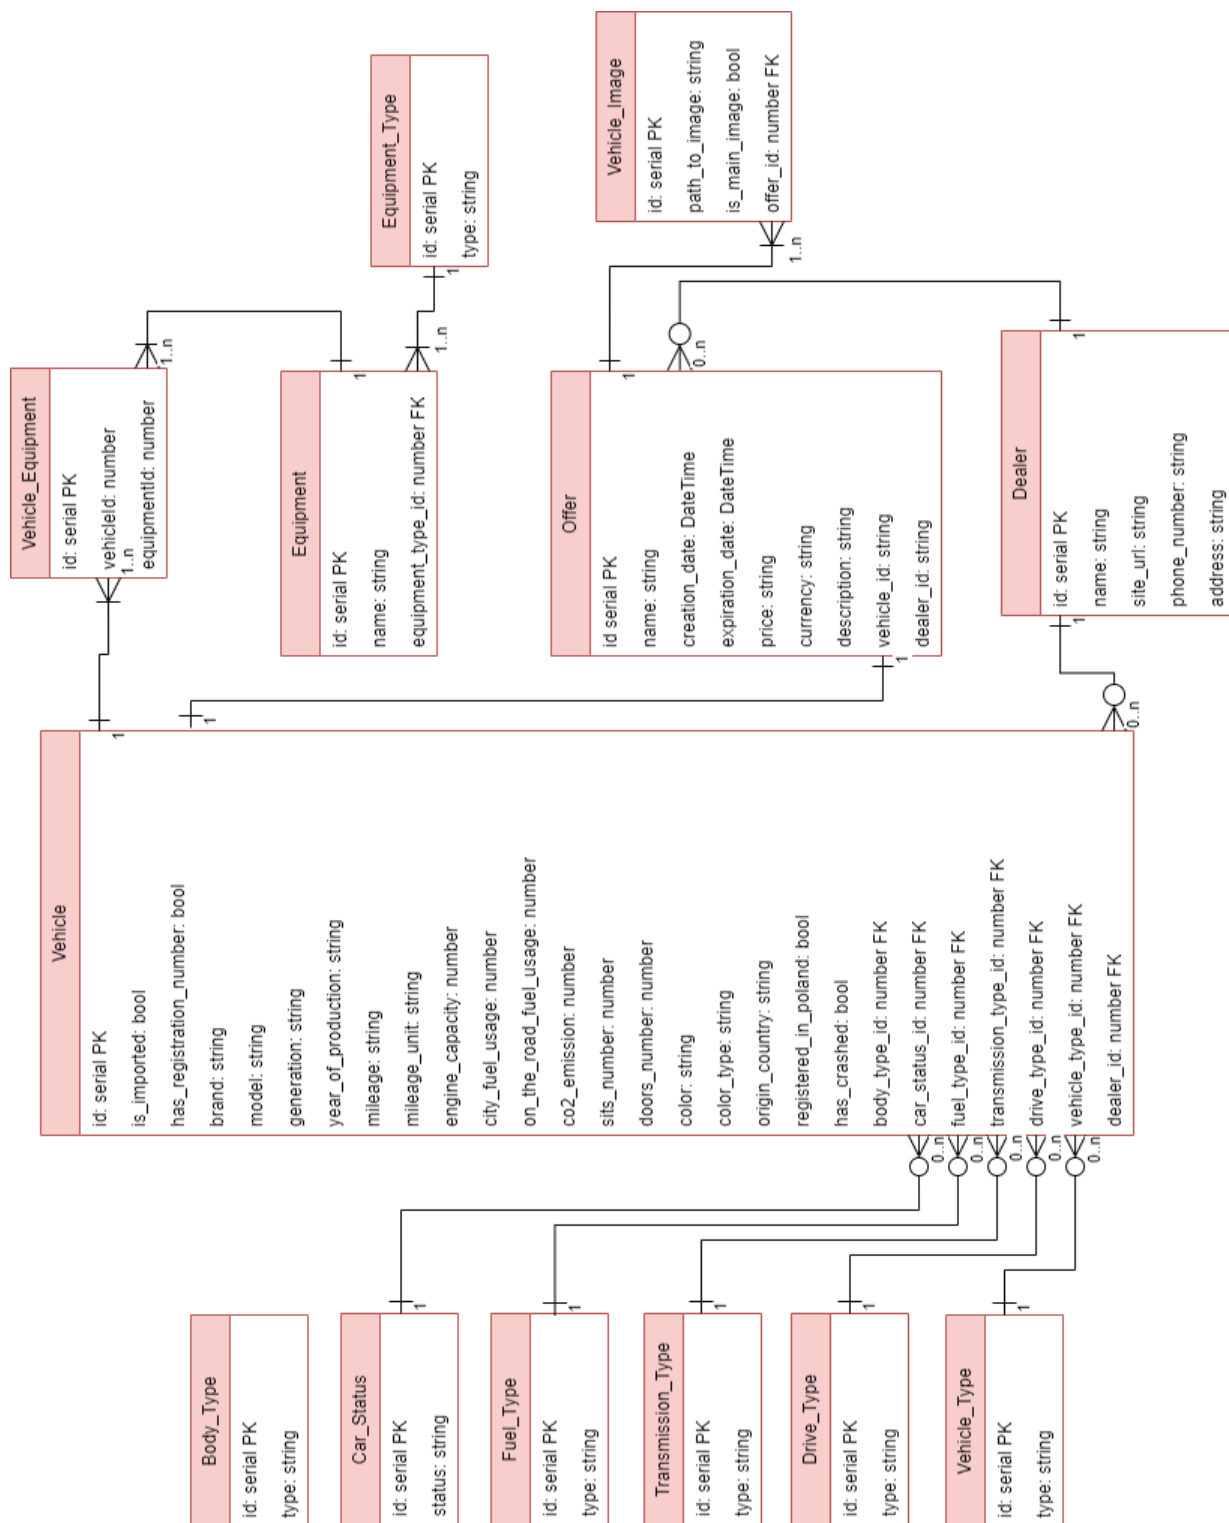 Body_Type
id: serial PK
type: string
Car_Status
id: serial PK
status: string
Fuel_Type
id: serial PK
type: string
Transmission_Type
id: serial PK
type: string
Drive_Type
id: serial PK
type: string
Vehicle_Type
id: serial PK
type: string
1
1
1
1
1
Vehicle
id: serial PK
is_imported: bool
has_registration_number: bool
brand: string
model: string
generation: string
year_of_production: string
mileage: string
mileage_unit: string
engine_capacity: number
city_fuel_usage: number
on_the_road_fuel_usage: number
co2_emission: number
sits_number: number
doors_number: number
color: string
color_type: string
origin_country: string
registered_in_poland: bool
has_crashed: bool
body_type_id: number FK
car_status_id: number FK
fuel_type_id: number FK
transmission_type_id: number FK
drive_type_id: number FK
vehicle_type_id: number FK
dealer_id: number FK
0..n
0..n
0..n
0..n
0..n
1
1
0..n
Vehicle_Equipment
id: serial PK
vehicleId: number
equipmentId: number
1..n
1..n
Equipment
id: serial PK
name: string
equipment_type_id: number FK
1
1..n
Equipment_Type
id: serial PK
type: string
1
Offer
id serial PK
name: string
creation_date: DateTime
expiration_date: DateTime
price: string
currency: string
description: string
vehicle_id: string
dealer_id: string
1
1
0..n
Vehicle_Image
id: serial PK
path_to_image: string
is_main_image: bool
offer_id: number FK
1..n
Dealer
id: serial PK
name: string
site_url: string
phone_number: string
address: string
1
1